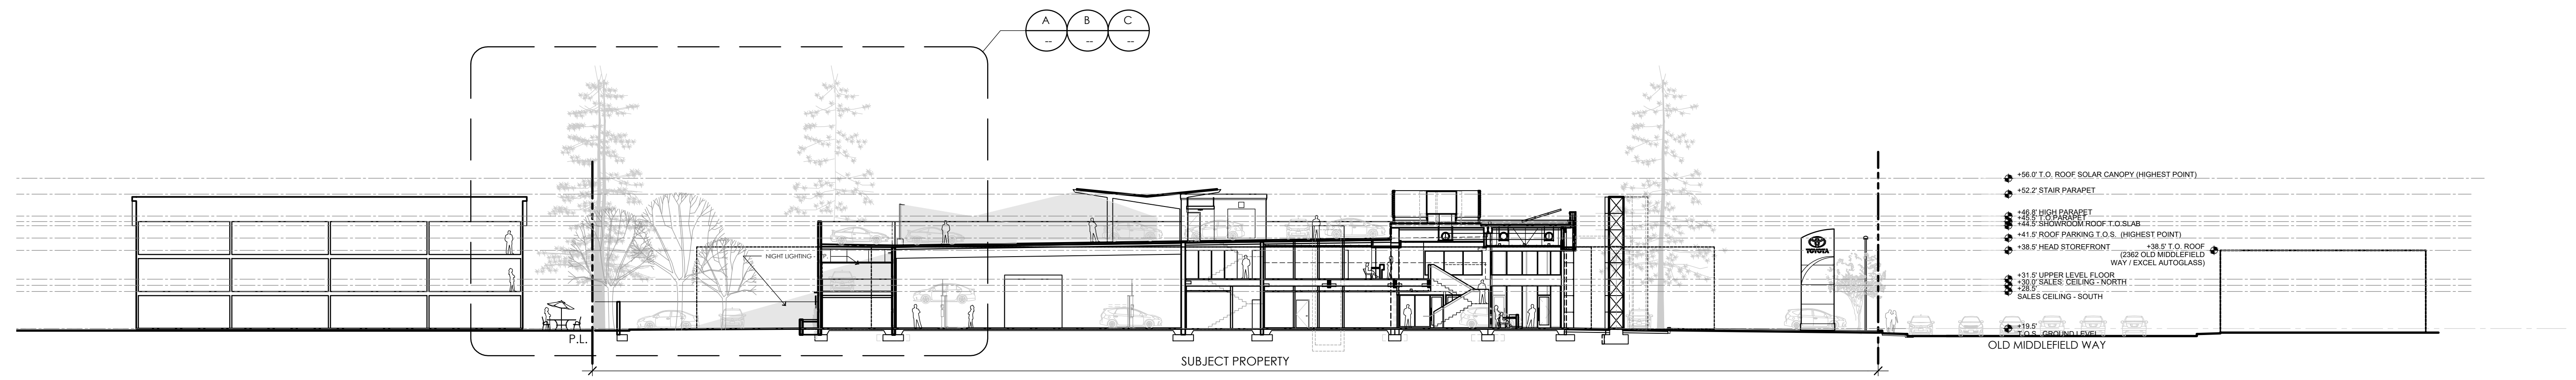 A B C
-- -- --
+56.0' T.O. ROOF SOLAR CANOPY (HIGHEST POINT)
+52.2' STAIR PARAPET
+46.8' HIGH PARAPET
+45.5' T.O.PARAPET
+44.5' SHOWROOM ROOF T.O.SLAB
+41.5' ROOF PARKING T.O.S. (HIGHEST POINT)
+38.5' HEAD STOREFRONT
+38.5' T.O. ROOF
(2362 OLD MIDDLEFIELD
WAY / EXCEL AUTOGLASS)
TOYOTA
NIGHT LIGHTING
+31.5' UPPER LEVEL FLOOR
+30.0' SALES CEILING - NORTH
+28.5'
SALES CEILING - SOUTH
+19.5'
T.O.S. GROUND LEVEL
P.L.
OLD MIDDLEFIELD WAY
SUBJECT PROPERTY